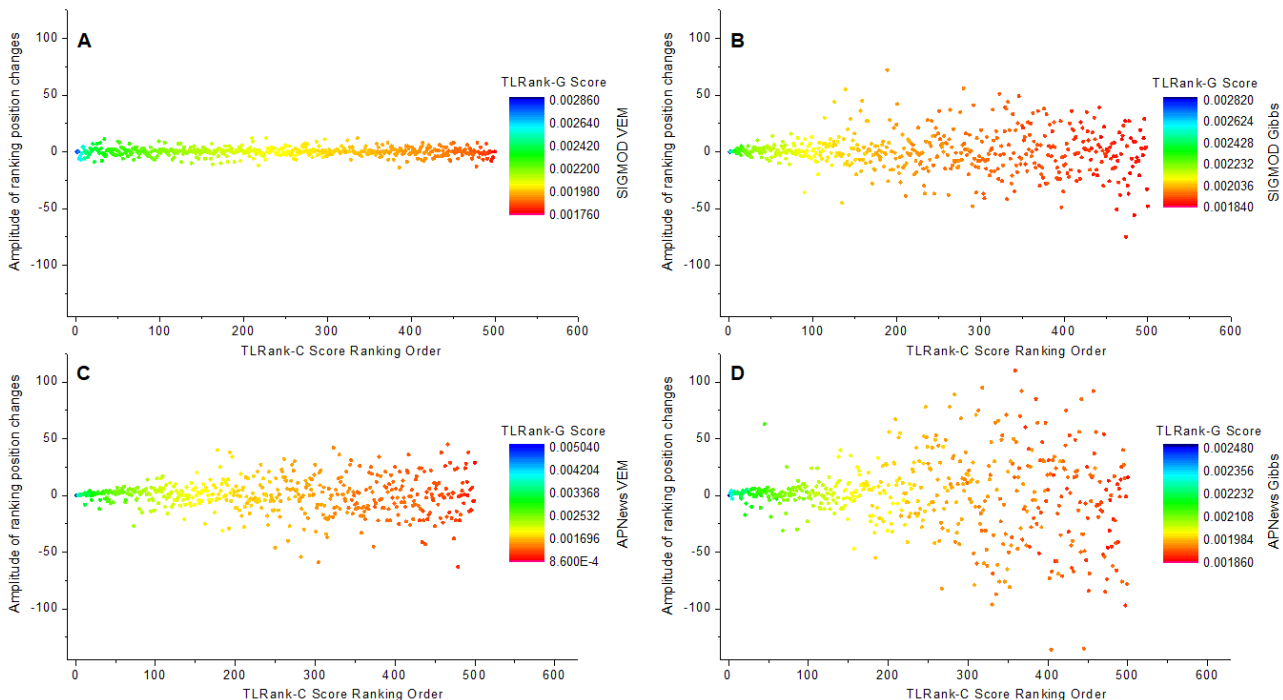 A
Amplitude of ranking position changes
100
50
0
-50
-100
0 100 200 300 400 500 600
TLRank-C Score Ranking Order
TLRank-G Score
0.002860
0.002640
0.002420
0.002200
0.001980
0.001760
SIGMOD VEM
B
Amplitude of ranking position changes
100
50
0
-50
-100
0 100 200 300 400 500 600
TLRank-C Score Ranking Order
TLRank-G Score
0.002820
0.002624
0.002428
0.002232
0.002036
0.001840
SIGMOD Gibbs
C
Amplitude of ranking position changes
100
50
0
-50
-100
0 100 200 300 400 500 600
TLRank-C Score Ranking Order
TLRank-G Score
0.005040
0.004204
0.003368
0.002532
0.001696
8.600E-4
APNews VEM
D
Amplitude of ranking position changes
100
50
0
-50
-100
0 100 200 300 400 500 600
TLRank-C Score Ranking Order
TLRank-G Score
0.002480
0.002356
0.002232
0.002108
0.001984
0.001860
APNews Gibbs